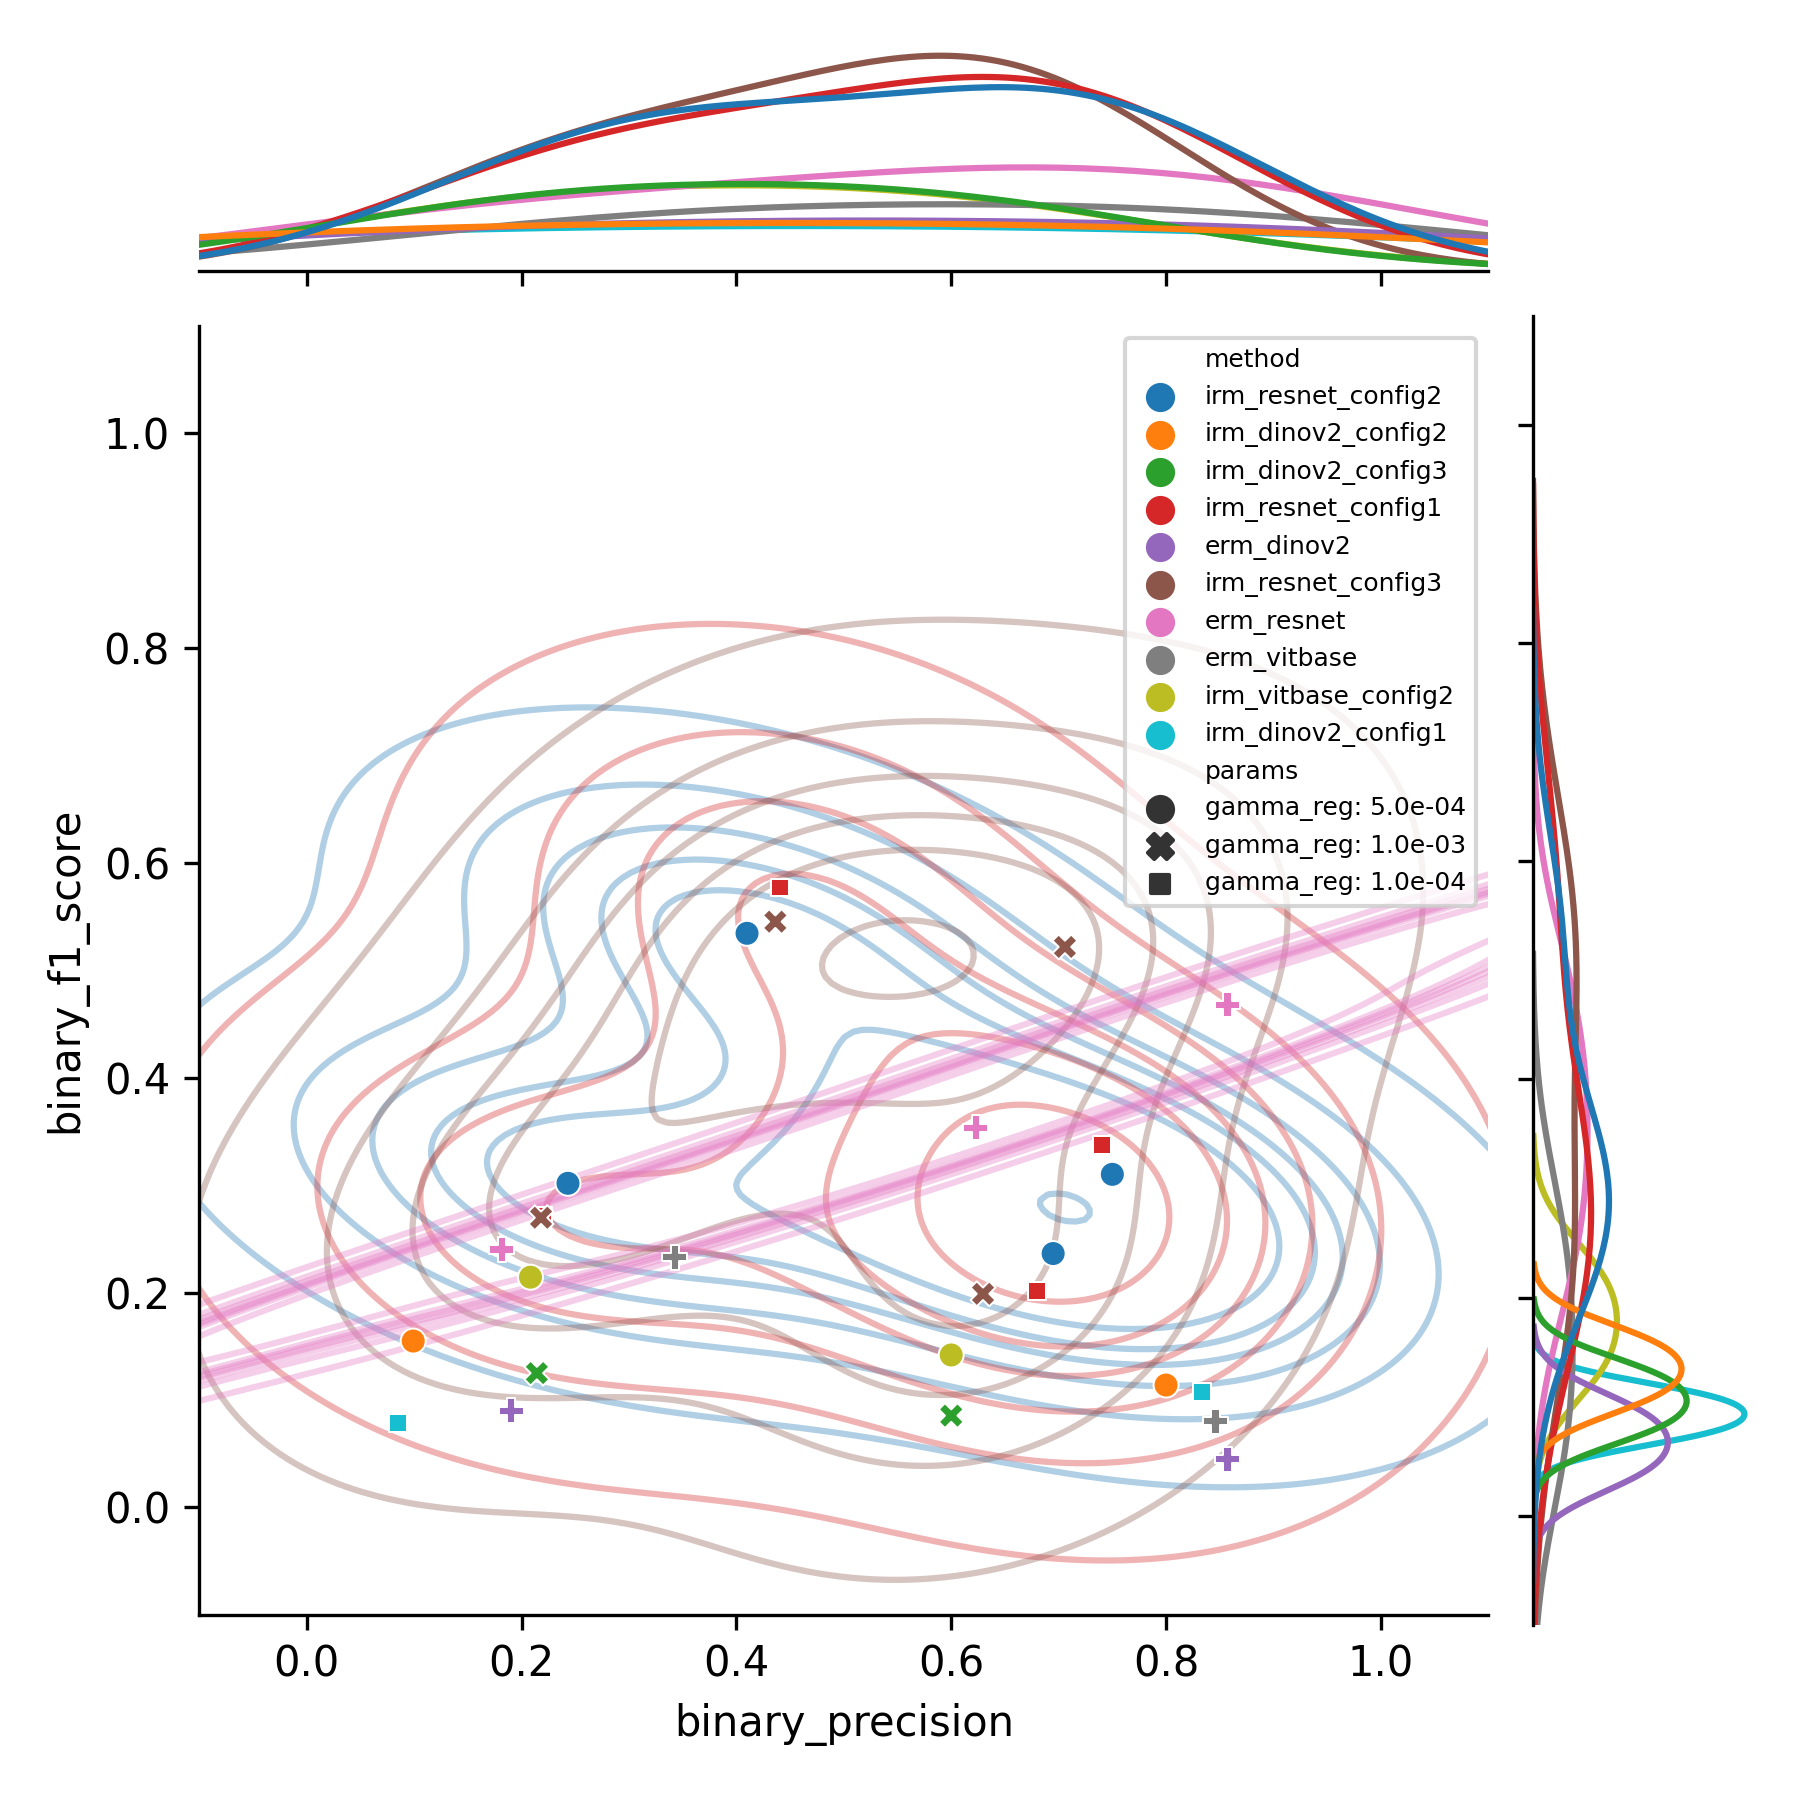 method
irm_resnet_config2
irm_dinov2_config2
irm_dinov2_config3
irm_resnet_config1
erm_dinov2
irm_resnet_config3
erm_resnet
erm_vitbase
irm_vitbase_config2
irm_dinov2_config1
params
gamma_reg: 5.0e-04
gamma_reg: 1.0e-03
gamma_reg: 1.0e-04
1.0
0.8
0.6
0.4
0.2
0.0
binary_f1_score
0.0 0.2 0.4 0.6 0.8 1.0
binary_precision